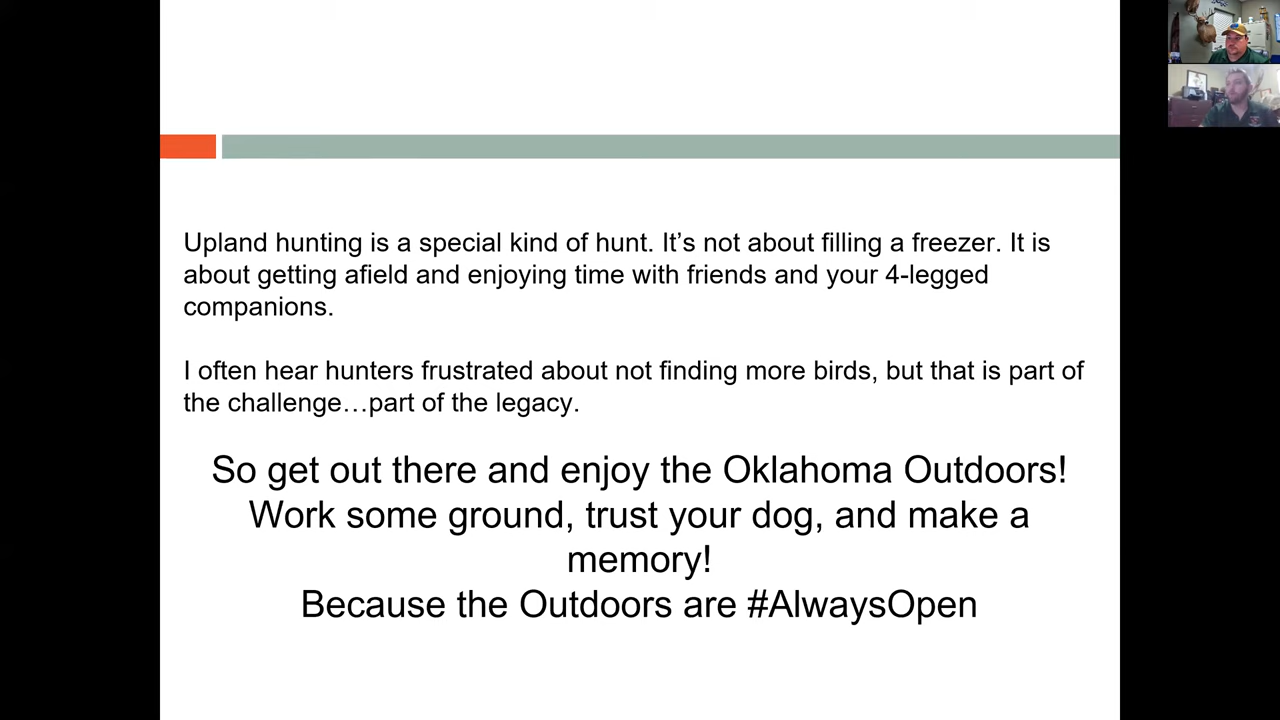 Upland hunting is a special kind of hunt. It’s not about filling a freezer. It is
about getting afield and enjoying time with friends and your 4-legged
companions.
I often hear hunters frustrated about not finding more birds, but that is part of
the challenge…part of the legacy.
So get out there and enjoy the Oklahoma Outdoors!
Work some ground, trust your dog, and make a
memory!
Because the Outdoors are #AlwaysOpen